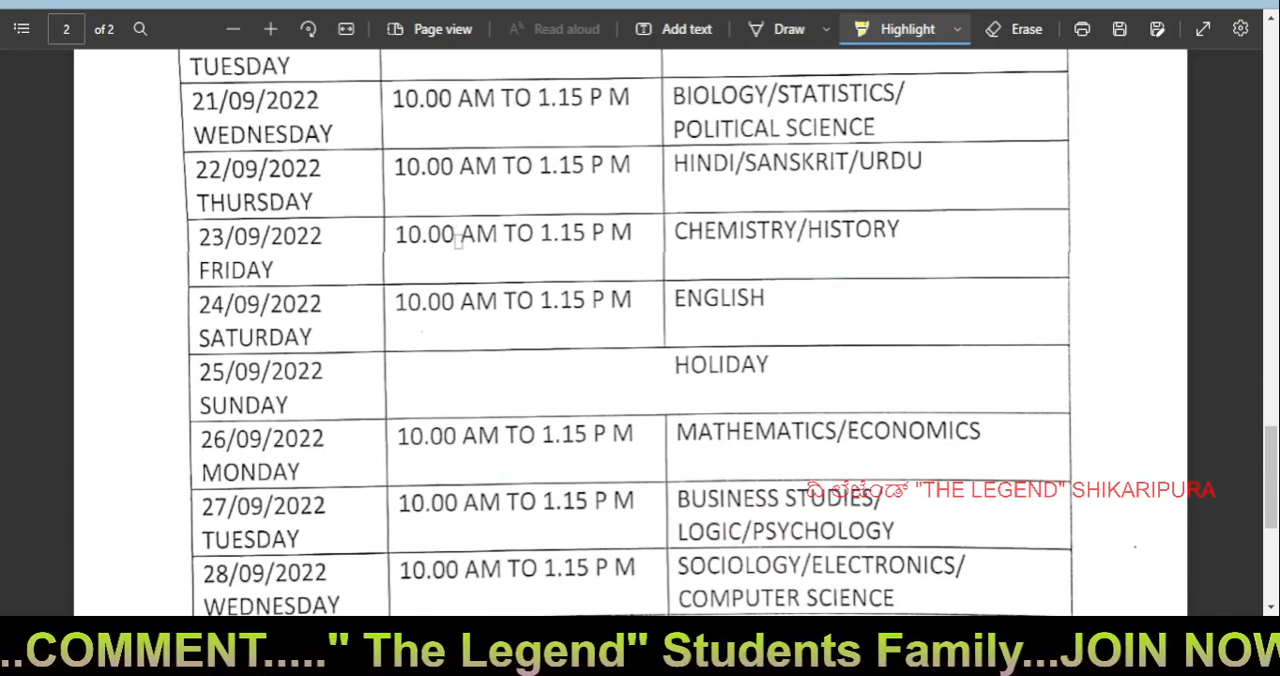 2 of 2 Page view Read aloud Add text Draw Highlight Erase
TUESDAY
21/09/2022 10.00 AM TO 1.15 P M BIOLOGY/STATISTICS/
WEDNESDAY POLITICAL SCIENCE
22/09/2022 10.00 AM TO 1.15 P M HINDI/SANSKRIT/URDU
THURSDAY
23/09/2022 10.00 AM TO 1.15 P M CHEMISTRY/HISTORY
FRIDAY
24/09/2022 10.00 AM TO 1.15 P M ENGLISH
SATURDAY
25/09/2022 HOLIDAY
SUNDAY
26/09/2022 10.00 AM TO 1.15 P M MATHEMATICS/ECONOMICS
MONDAY
ದಿ ಲೆಜೆಂಡ್ "THE LEGEND" SHIKARIPURA
27/09/2022 10.00 AM TO 1.15 P M BUSINESS STUDIES/
TUESDAY LOGIC/PSYCHOLOGY
28/09/2022 10.00 AM TO 1.15 P M SOCIOLOGY/ELECTRONICS/
WEDNESDAY COMPUTER SCIENCE
..COMMENT....." The Legend" Students Family...JOIN NOW